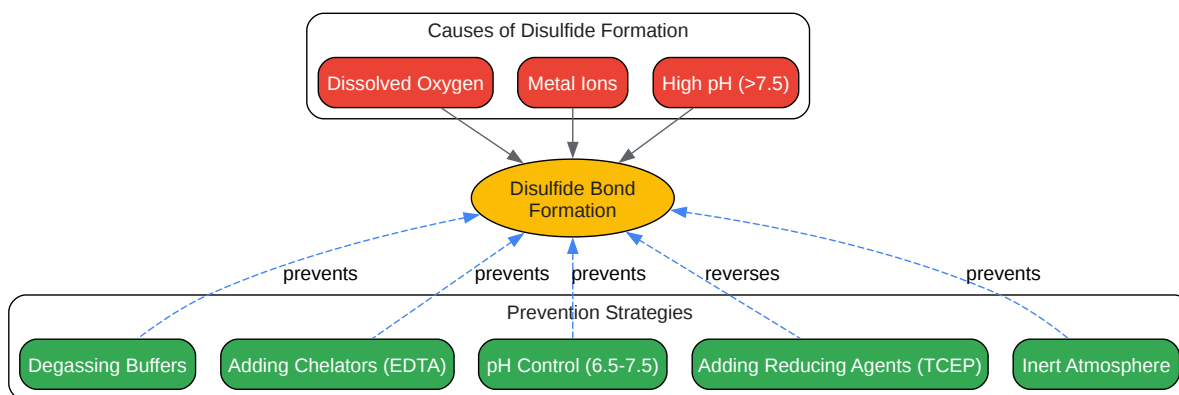 Causes of Disulfide Formation
Dissolved Oxygen
Metal Ions
High pH (>7.5)
Disulfide Bond
Formation
prevents
prevents
prevents
reverses
prevents
Prevention Strategies
Degassing Buffers
Adding Chelators (EDTA)
pH Control (6.5-7.5)
Adding Reducing Agents (TCEP)
Inert Atmosphere